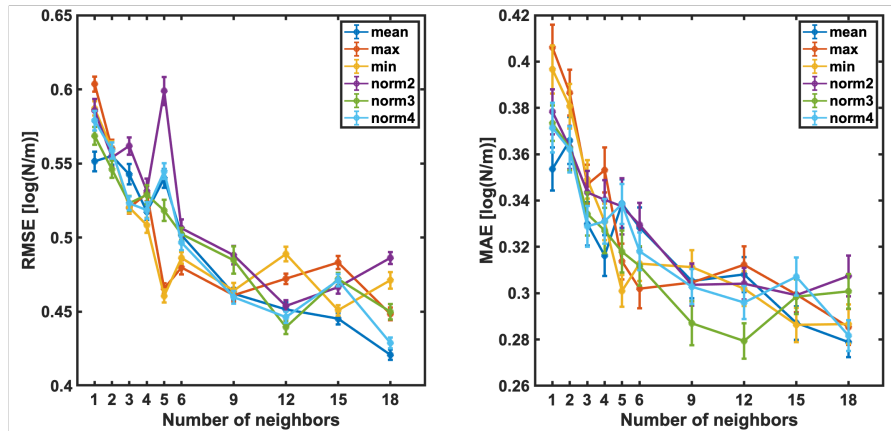 0.65
0.6
0.55
0.5
0.45
0.4
RMSE [log(N/m)]
1 2 3 4 5 6 9 12 15 18
Number of neighbors
mean
max
min
norm2
norm3
norm4
0.42
0.4
0.38
0.36
0.34
0.32
0.3
0.28
0.26
MAE [log(N/m)]
1 2 3 4 5 6 9 12 15 18
Number of neighbors
mean
max
min
norm2
norm3
norm4